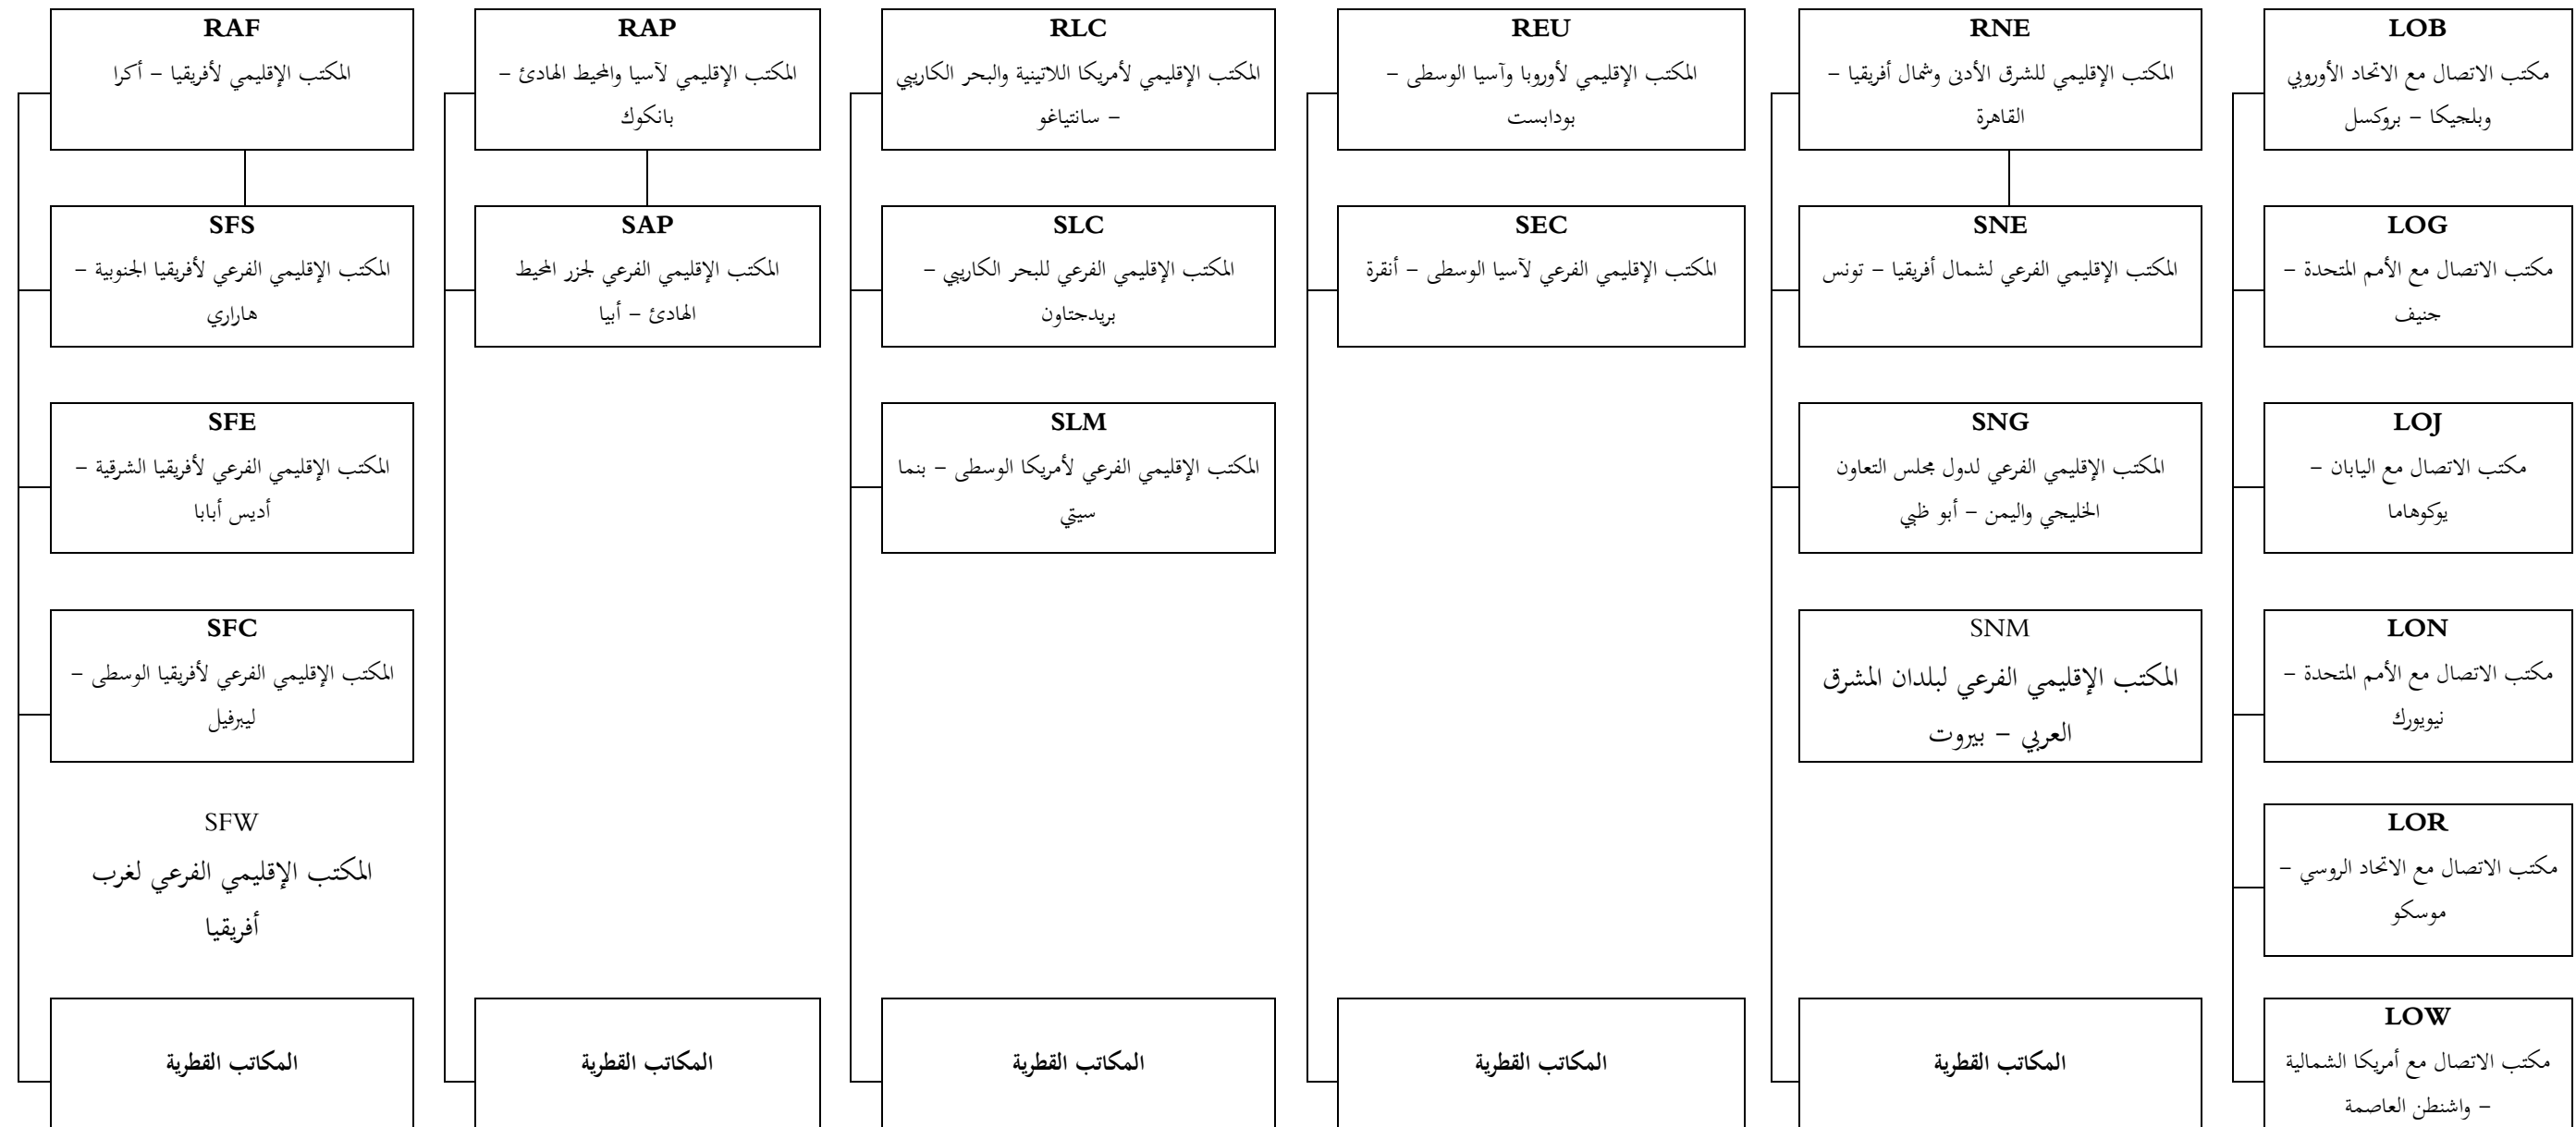 RAF
المكتب الإقليمي لأفريقيا – أكرا
SFS
المكتب الإقليمي الفرعي لأفريقيا الجنوبية –
هاراري
SFE
المكتب الإقليمي الفرعي لأفريقيا الشرقية –
أديس أبابا
SFC
المكتب الإقليمي الفرعي لأفريقيا الوسطى –
ليبرفيل
SFW
المكتب الإقليمي الفرعي لغرب
أفريقيا
المكاتب القطرية
RAP
المكتب الإقليمي لآسيا والمحيط الهادئ –
بانكوك
SAP
المكتب الإقليمي الفرعي لجزر المحيط
الهادئ – أبيا
المكاتب القطرية
RLC
المكتب الإقليمي لأمريكا اللاتينية والبحر الكاريبي
– سانتياغو
SLC
المكتب الإقليمي الفرعي للبحر الكاريبي –
بريدجتاون
SLM
المكتب الإقليمي الفرعي لأمريكا الوسطى – بنما
سيتي
المكاتب القطرية
REU
المكتب الإقليمي لأوروبا وآسيا الوسطى –
بودابست
SEC
المكتب الإقليمي الفرعي لآسيا الوسطى – أنقرة
المكاتب القطرية
RNE
المكتب الإقليمي للشرق الأدنى وشمال أفريقيا –
القاهرة
SNE
المكتب الإقليمي الفرعي لشمال أفريقيا – تونس
SNG
المكتب الإقليمي الفرعي لدول مجلس التعاون
الخليجي واليمن – أبو ظبي
SNM
المكتب الإقليمي الفرعي لبلدان المشرق
العربي – بيروت
المكاتب القطرية
LOB
مكتب الاتصال مع الاتحاد الأوروبي
وبلجيكا – بروكسل
LOG
مكتب الاتصال مع الأمم المتحدة –
جنيف
LOJ
مكتب الاتصال مع اليابان –
يوكوهاما
LON
مكتب الاتصال مع الأمم المتحدة –
نيويورك
LOR
مكتب الاتصال مع الاتحاد الروسي –
موسكو
LOW
مكتب الاتصال مع أمريكا الشمالية
– واشنطن العاصمة